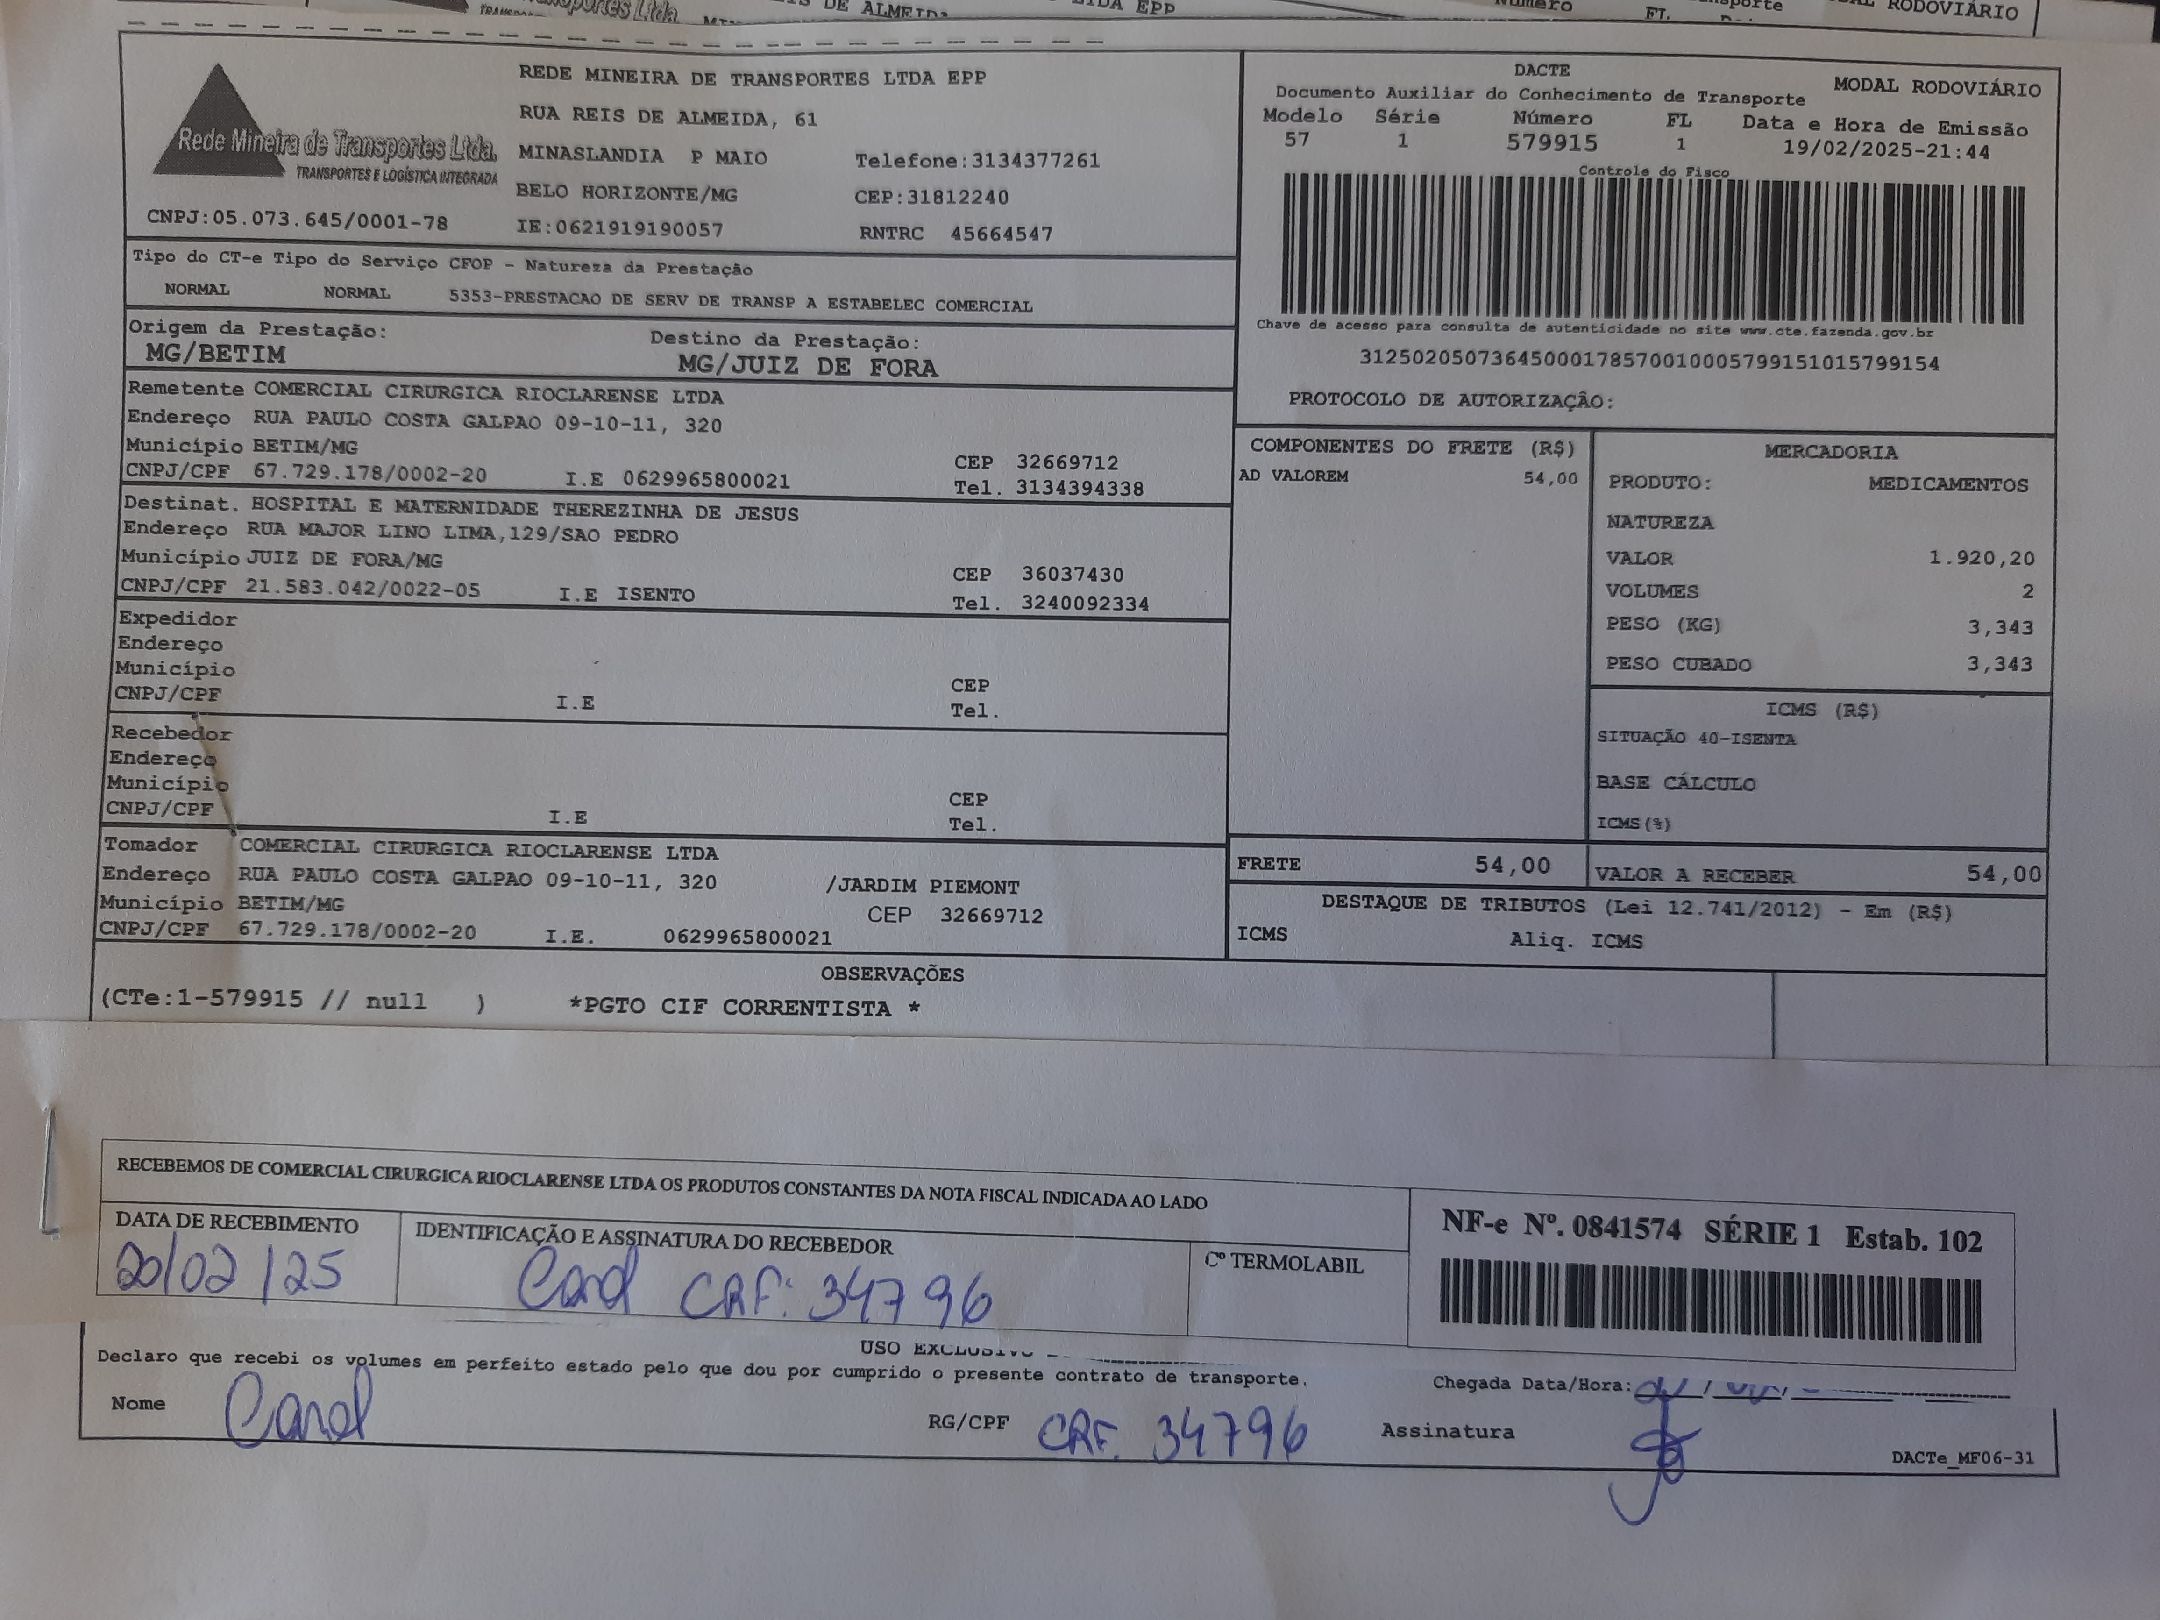 Rede Mineira de Transportes Ltda.
TRANSPORTES E LOGÍSTICA INTEGRADA
CNPJ:05.073.645/0001-78
REDE MINEIRA DE TRANSPORTES LTDA EPP
RUA REIS DE ALMEIDA, 61
MINASLANDIA P MAIO Telefone:3134377261
BELO HORIZONTE/MG CEP:31812240
IE:0621919190057 RNTRC 45664547
DACTE MODAL RODOVIÁRIO
Documento Auxiliar do Conhecimento de Transporte
Modelo Série Número FL Data e Hora de Emissão
57 1 579915 1 19/02/2025-21:44
Controle do Fisco
Chave de acesso para consulta de autenticidade no site www.cte.fazenda.gov.br
31250205073645000178570010005799151015799154
PROTOCOLO DE AUTORIZAÇÃO:
Tipo do CT-e Tipo do Serviço CFOP - Natureza da Prestação
NORMAL NORMAL 5353-PRESTACAO DE SERV DE TRANSP A ESTABELEC COMERCIAL
Origem da Prestação: Destino da Prestação:
MG/BETIM MG/JUIZ DE FORA
Remetente COMERCIAL CIRURGICA RIOCLARENSE LTDA
Endereço RUA PAULO COSTA GALPAO 09-10-11, 320
Município BETIM/MG CEP 32669712
CNPJ/CPF 67.729.178/0002-20 I.E 0629965800021 Tel. 3134394338
Destinat. HOSPITAL E MATERNIDADE THEREZINHA DE JESUS
Endereço RUA MAJOR LINO LIMA,129/SAO PEDRO
Município JUIZ DE FORA/MG CEP 36037430
CNPJ/CPF 21.583.042/0022-05 I.E ISENTO Tel. 3240092334
Expedidor
Endereço
Município CEP
CNPJ/CPF I.E Tel.
Recebedor
Endereço
Município CEP
CNPJ/CPF I.E Tel.
Tomador COMERCIAL CIRURGICA RIOCLARENSE LTDA
Endereço RUA PAULO COSTA GALPAO 09-10-11, 320 /JARDIM PIEMONT
Município BETIM/MG CEP 32669712
CNPJ/CPF 67.729.178/0002-20 I.E. 0629965800021
COMPONENTES DO FRETE (R$)
AD VALOREM 54,00
MERCADORIA
PRODUTO: MEDICAMENTOS
NATUREZA
VALOR 1.920,20
VOLUMES 2
PESO (KG) 3,343
PESO CUBADO 3,343
ICMS (R$)
SITUAÇÃO 40-ISENTA
BASE CÁLCULO
ICMS(%)
FRETE 54,00 VALOR A RECEBER 54,00
DESTAQUE DE TRIBUTOS (Lei 12.741/2012) - Em (R$)
ICMS Aliq. ICMS
OBSERVAÇÕES
(CTe:1-579915 // null ) *PGTO CIF CORRENTISTA *
RECEBEMOS DE COMERCIAL CIRURGICA RIOCLARENSE LTDA OS PRODUTOS CONSTANTES DA NOTA FISCAL INDICADA AO LADO
DATA DE RECEBIMENTO IDENTIFICAÇÃO E ASSINATURA DO RECEBEDOR Cº TERMOLABIL
20/02/25 Carol CRF: 34796
NF-e Nº. 0841574 SÉRIE 1 Estab. 102
USO EXCLUSIVO
Declaro que recebi os volumes em perfeito estado pelo que dou por cumprido o presente contrato de transporte.
Chegada Data/Hora:
Nome Carol RG/CPF CRF. 34796 Assinatura
DACTe_MF06-31